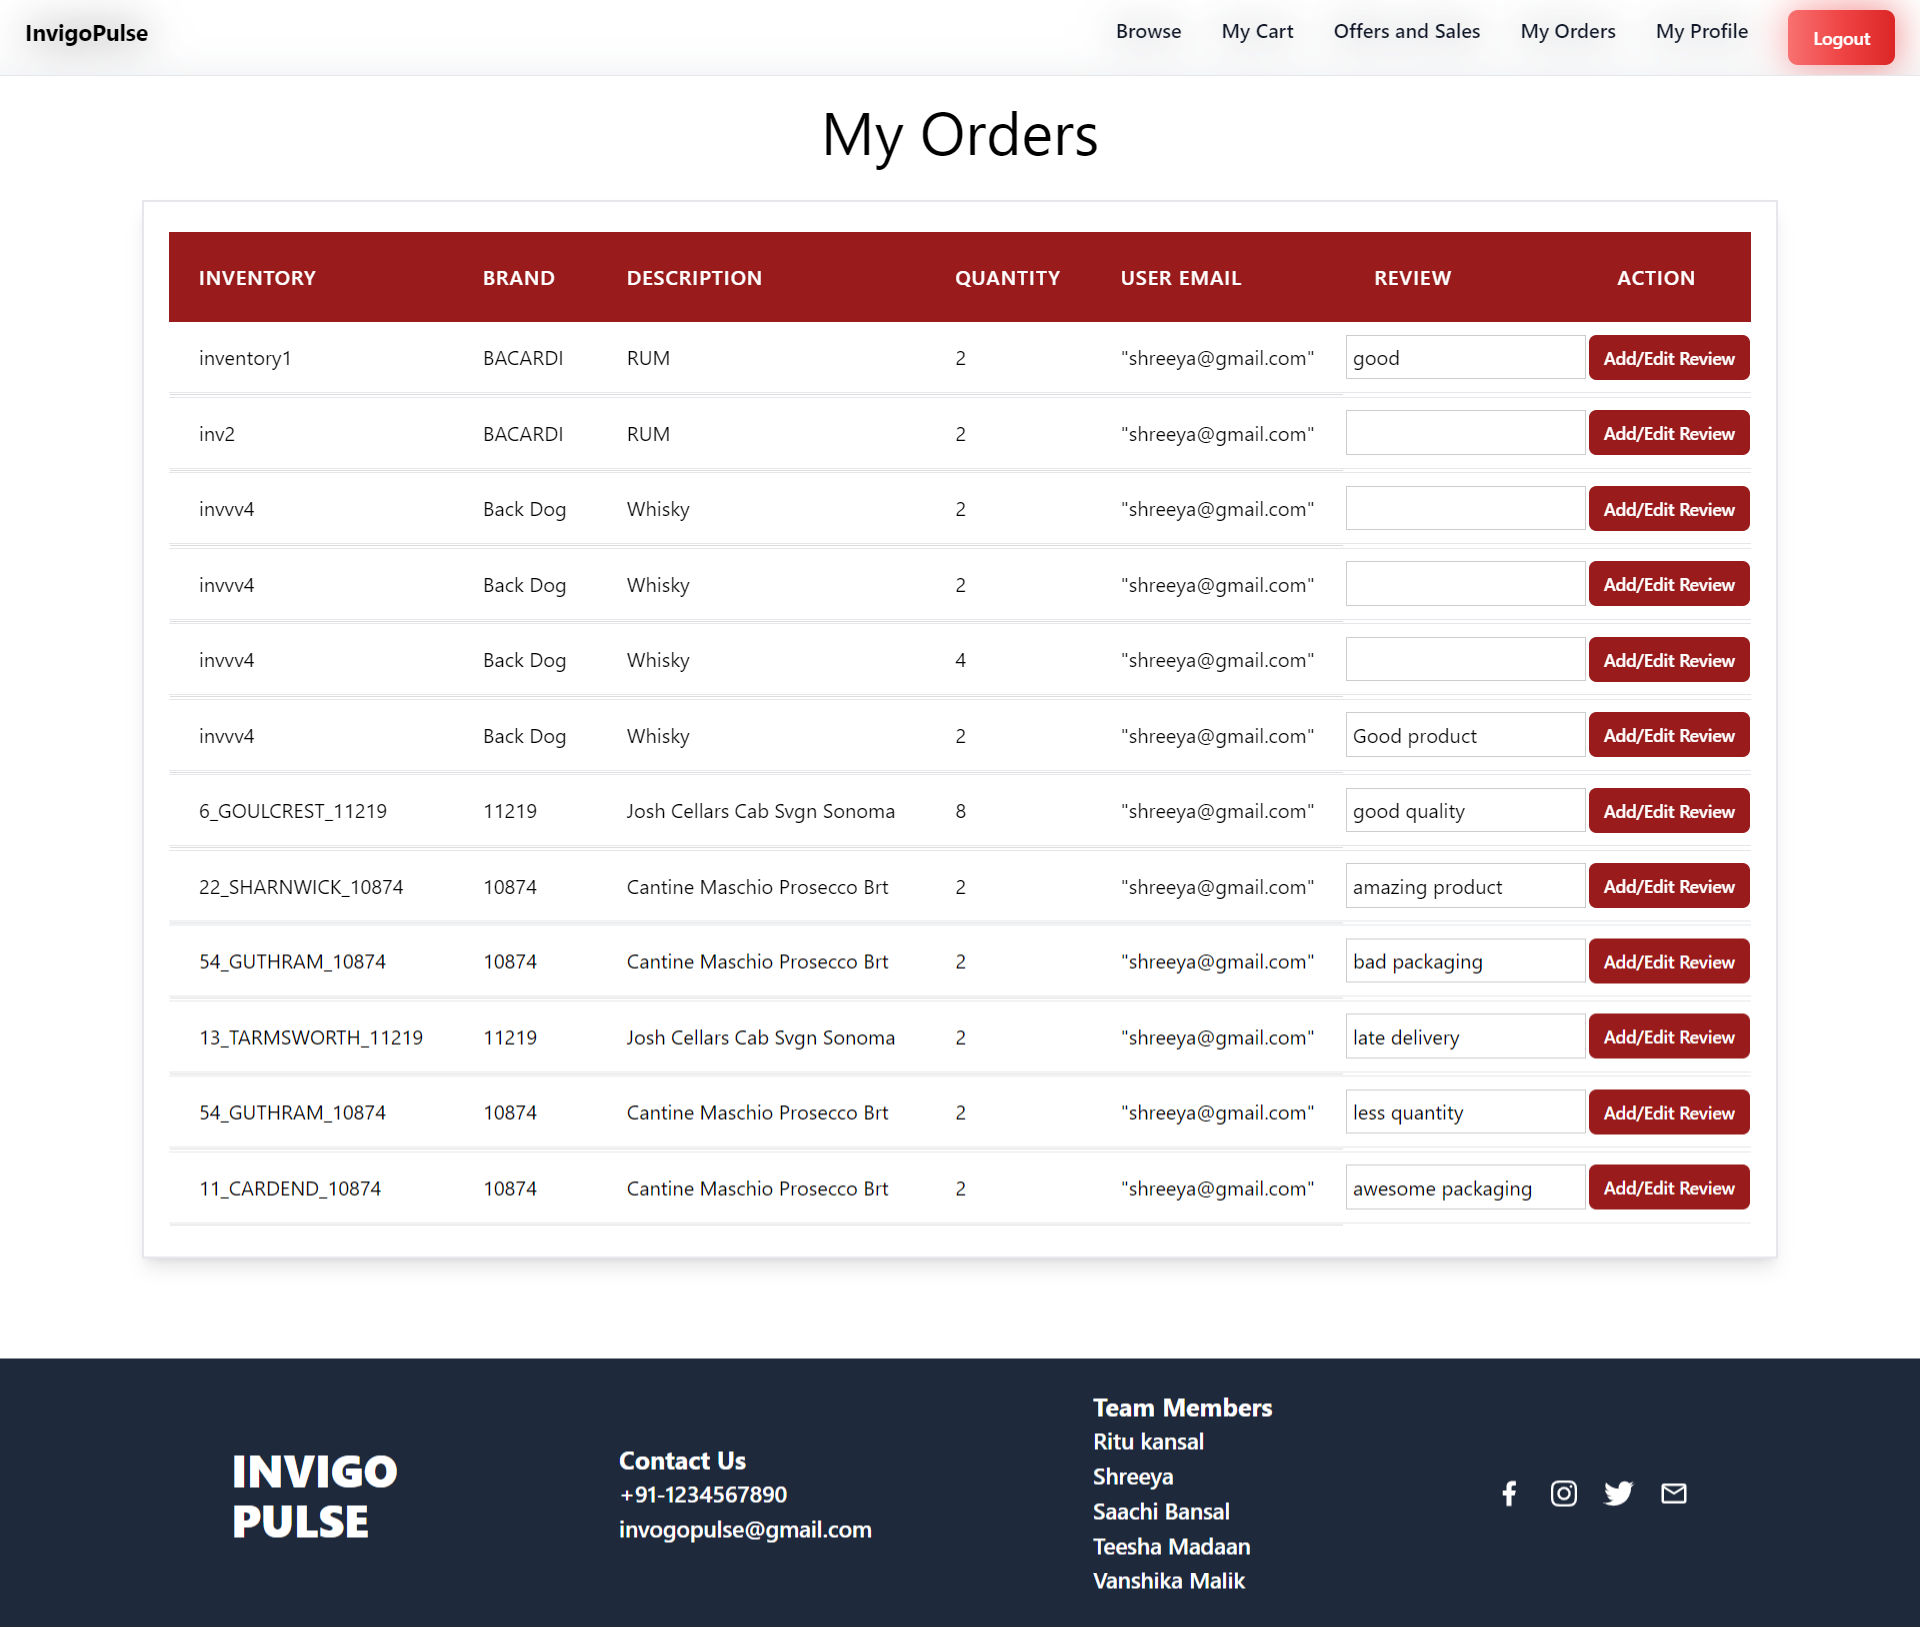 InvigoPulse Browse My Cart Offers and Sales My Orders My Profile Logout
My Orders
INVENTORY BRAND DESCRIPTION QUANTITY USER EMAIL REVIEW ACTION
inventory1 BACARDI RUM 2 "shreeya@gmail.com" good Add/Edit Review
inv2 BACARDI RUM 2 "shreeya@gmail.com" Add/Edit Review
invvv4 Back Dog Whisky 2 "shreeya@gmail.com" Add/Edit Review
invvv4 Back Dog Whisky 2 "shreeya@gmail.com" Add/Edit Review
invvv4 Back Dog Whisky 4 "shreeya@gmail.com" Add/Edit Review
invvv4 Back Dog Whisky 2 "shreeya@gmail.com" Good product Add/Edit Review
6_GOULCREST_11219 11219 Josh Cellars Cab Svgn Sonoma 8 "shreeya@gmail.com" good quality Add/Edit Review
22_SHARNWICK_10874 10874 Cantine Maschio Prosecco Brt 2 "shreeya@gmail.com" amazing product Add/Edit Review
54_GUTHRAM_10874 10874 Cantine Maschio Prosecco Brt 2 "shreeya@gmail.com" bad packaging Add/Edit Review
13_TARMSWORTH_11219 11219 Josh Cellars Cab Svgn Sonoma 2 "shreeya@gmail.com" late delivery Add/Edit Review
54_GUTHRAM_10874 10874 Cantine Maschio Prosecco Brt 2 "shreeya@gmail.com" less quantity Add/Edit Review
11_CARDEND_10874 10874 Cantine Maschio Prosecco Brt 2 "shreeya@gmail.com" awesome packaging Add/Edit Review
INVIGO
PULSE
Contact Us
+91-1234567890
invogopulse@gmail.com
Team Members
Ritu kansal
Shreeya
Saachi Bansal
Teesha Madaan
Vanshika Malik